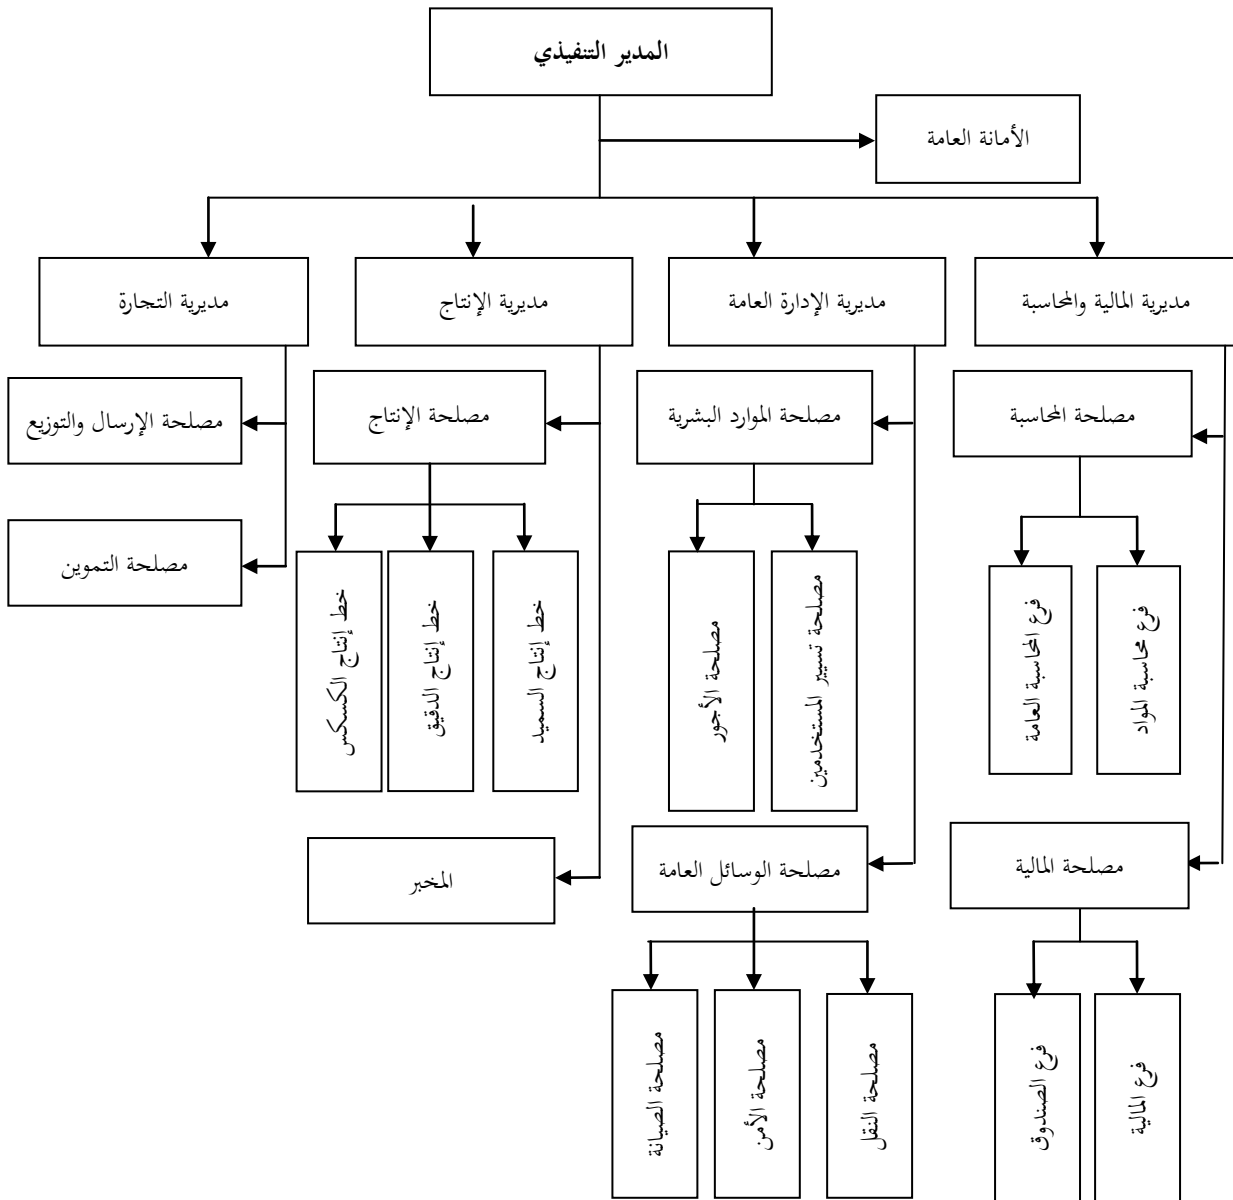 المدير التنفيذي
الأمانة العامة
مديرية المالية والمحاسبة
مديرية الإدارة العامة
مديرية الإنتاج
مديرية التجارة
مصلحة المحاسبة
مصلحة الموارد البشرية
مصلحة الإنتاج
مصلحة الإرسال والتوزيع
مصلحة التموين
فرع محاسبة المواد
فرع المحاسبة العامة
مصلحة تسيير المستخدمين
مصلحة الأجور
خط إنتاج السميد
خط إنتاج الدقيق
خط إنتاج الكسكس
مصلحة المالية
مصلحة الوسائل العامة
المخبر
فرع المالية
فرع الصندوق
مصلحة النقل
مصلحة الأمن
مصلحة الصيانة